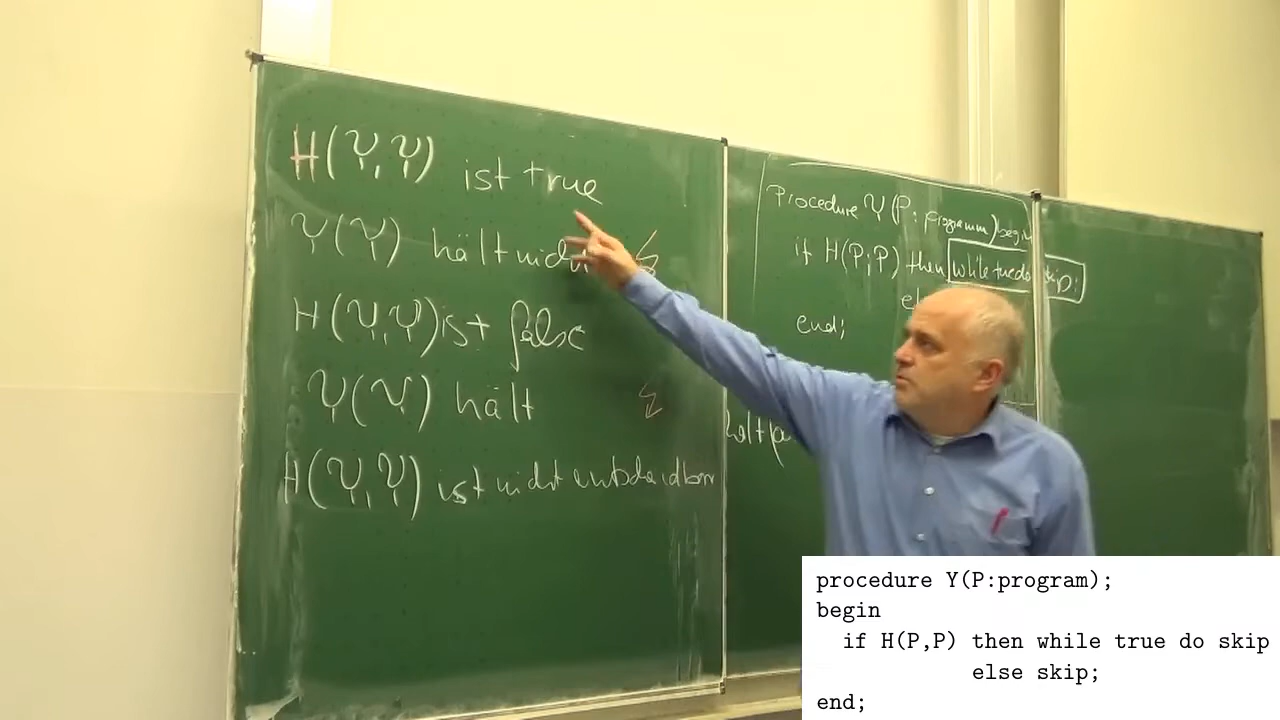 H(Y,Y) ist true
Y(Y) hält nicht
H(Y,Y) ist false
Y(Y) hält
H(Y,Y) ist nicht entscheidbar
Procedure Y(P: programm) begin
if H(P,P) then while true do skip;
end;
procedure Y(P:program);
begin
if H(P,P) then while true do skip
else skip;
end;